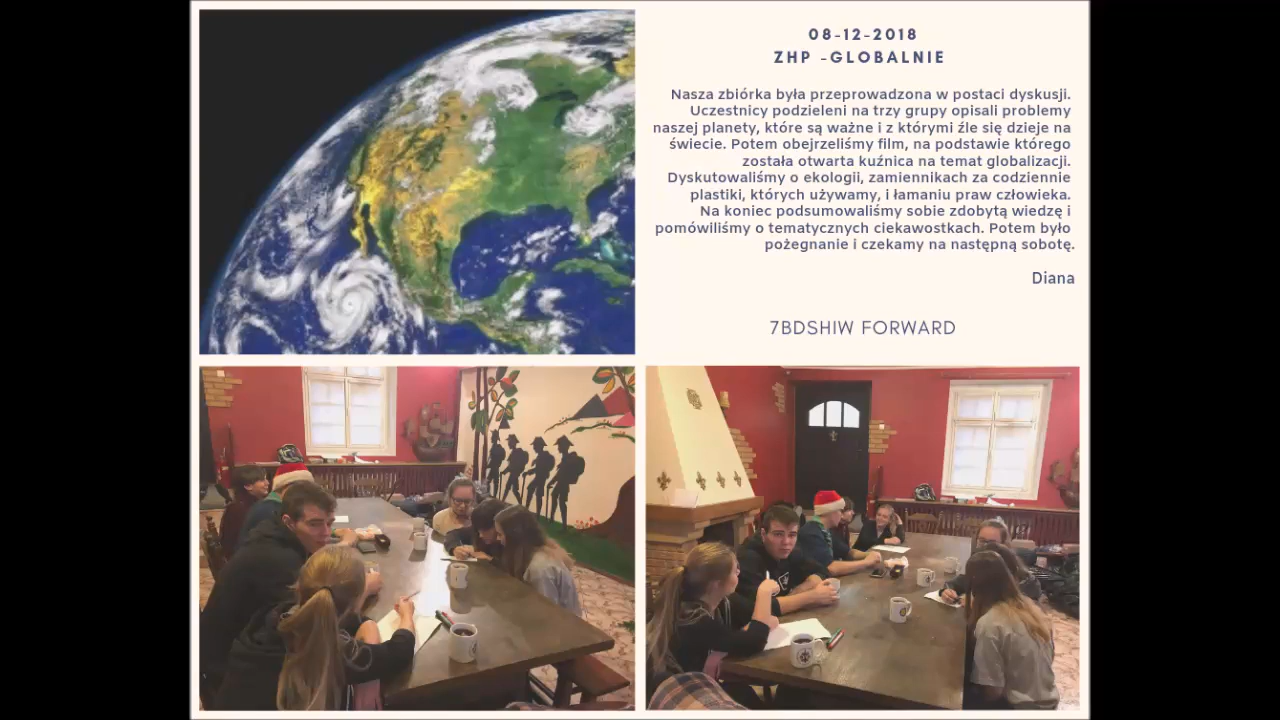 08-12-2018
ZHP -GLOBALNIE
Nasza zbiórka była przeprowadzona w postaci dyskusji.
Uczestnicy podzieleni na trzy grupy opisali problemy
naszej planety, które są ważne i z którymi źle się dzieje na
świecie. Potem obejrzeliśmy film, na podstawie którego
została otwarta kuźnica na temat globalizacji.
Dyskutowaliśmy o ekologii, zamiennikach za codziennie
plastiki, których używamy, i łamaniu praw człowieka.
Na koniec podsumowaliśmy sobie zdobytą wiedzę i
pomówiliśmy o tematycznych ciekawostkach. Potem było
pożegnanie i czekamy na następną sobotę.
Diana
7BDSHIW FORWARD